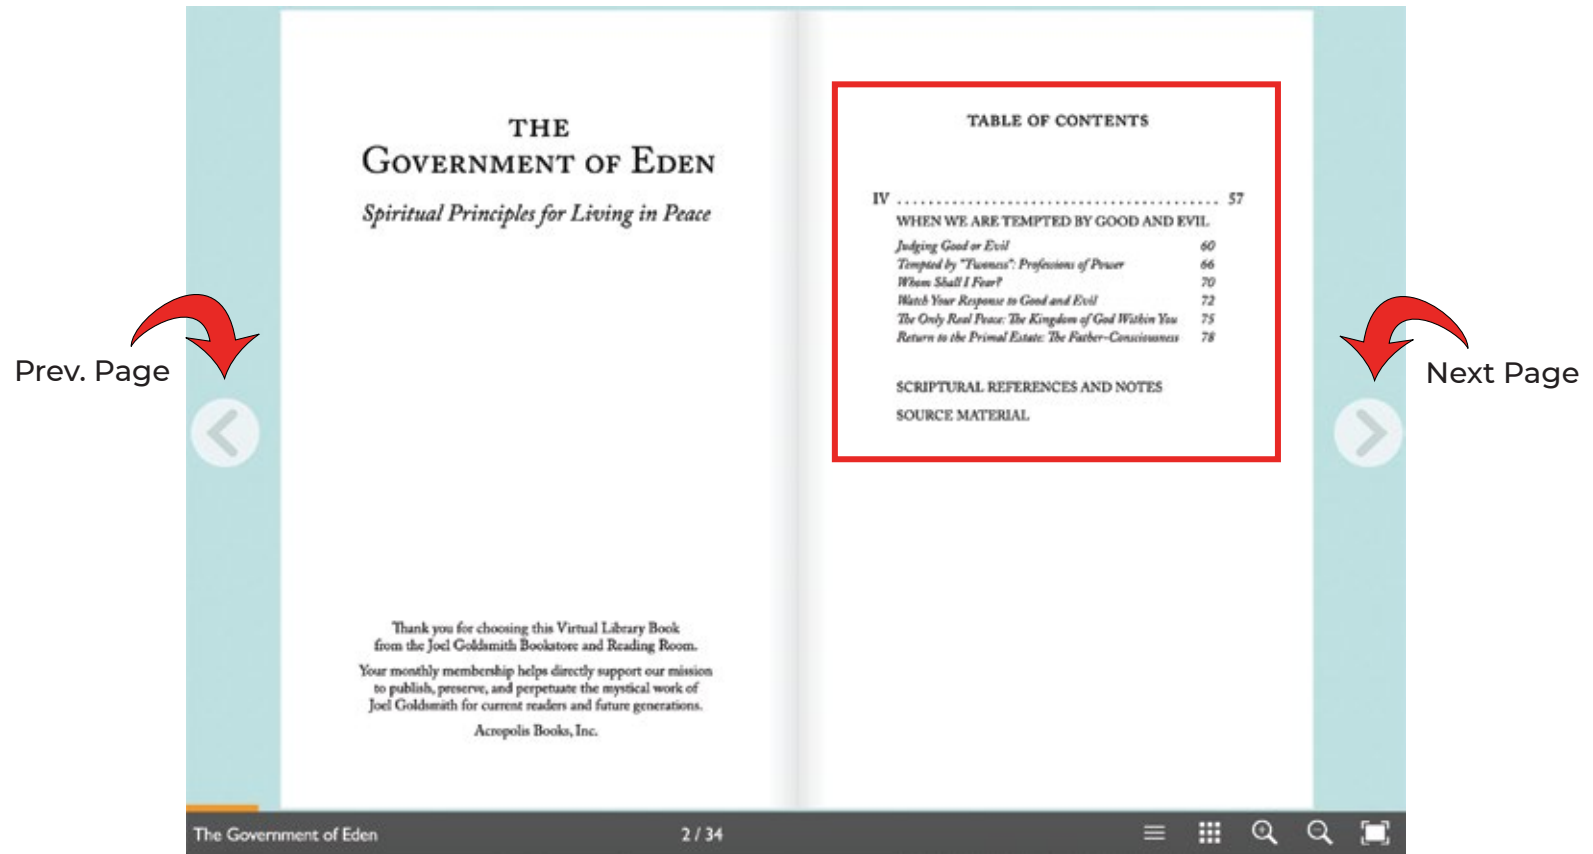 THE
GOVERNMENT OF EDEN
Spiritual Principles for Living in Peace
Thank you for choosing this Virtual Library Book
from the Joel Goldsmith Bookstore and Reading Room.
Your monthly membership helps directly support our mission
to publish, preserve, and perpetuate the mystical work of
Joel Goldsmith for current readers and future generations.
Acropolis Books, Inc.
TABLE OF CONTENTS
IV ........................................ 57
WHEN WE ARE TEMPTED BY GOOD AND EVIL
Judging Good or Evil 60
Tempted by "Twoness": Professions of Power 66
Whom Shall I Fear? 70
Watch Your Response to Good and Evil 72
The Only Real Peace: The Kingdom of God Within You 75
Return to the Primal Estate: The Father-Consciousness 78
SCRIPTURAL REFERENCES AND NOTES
SOURCE MATERIAL
Prev. Page
Next Page
The Government of Eden 2 / 34